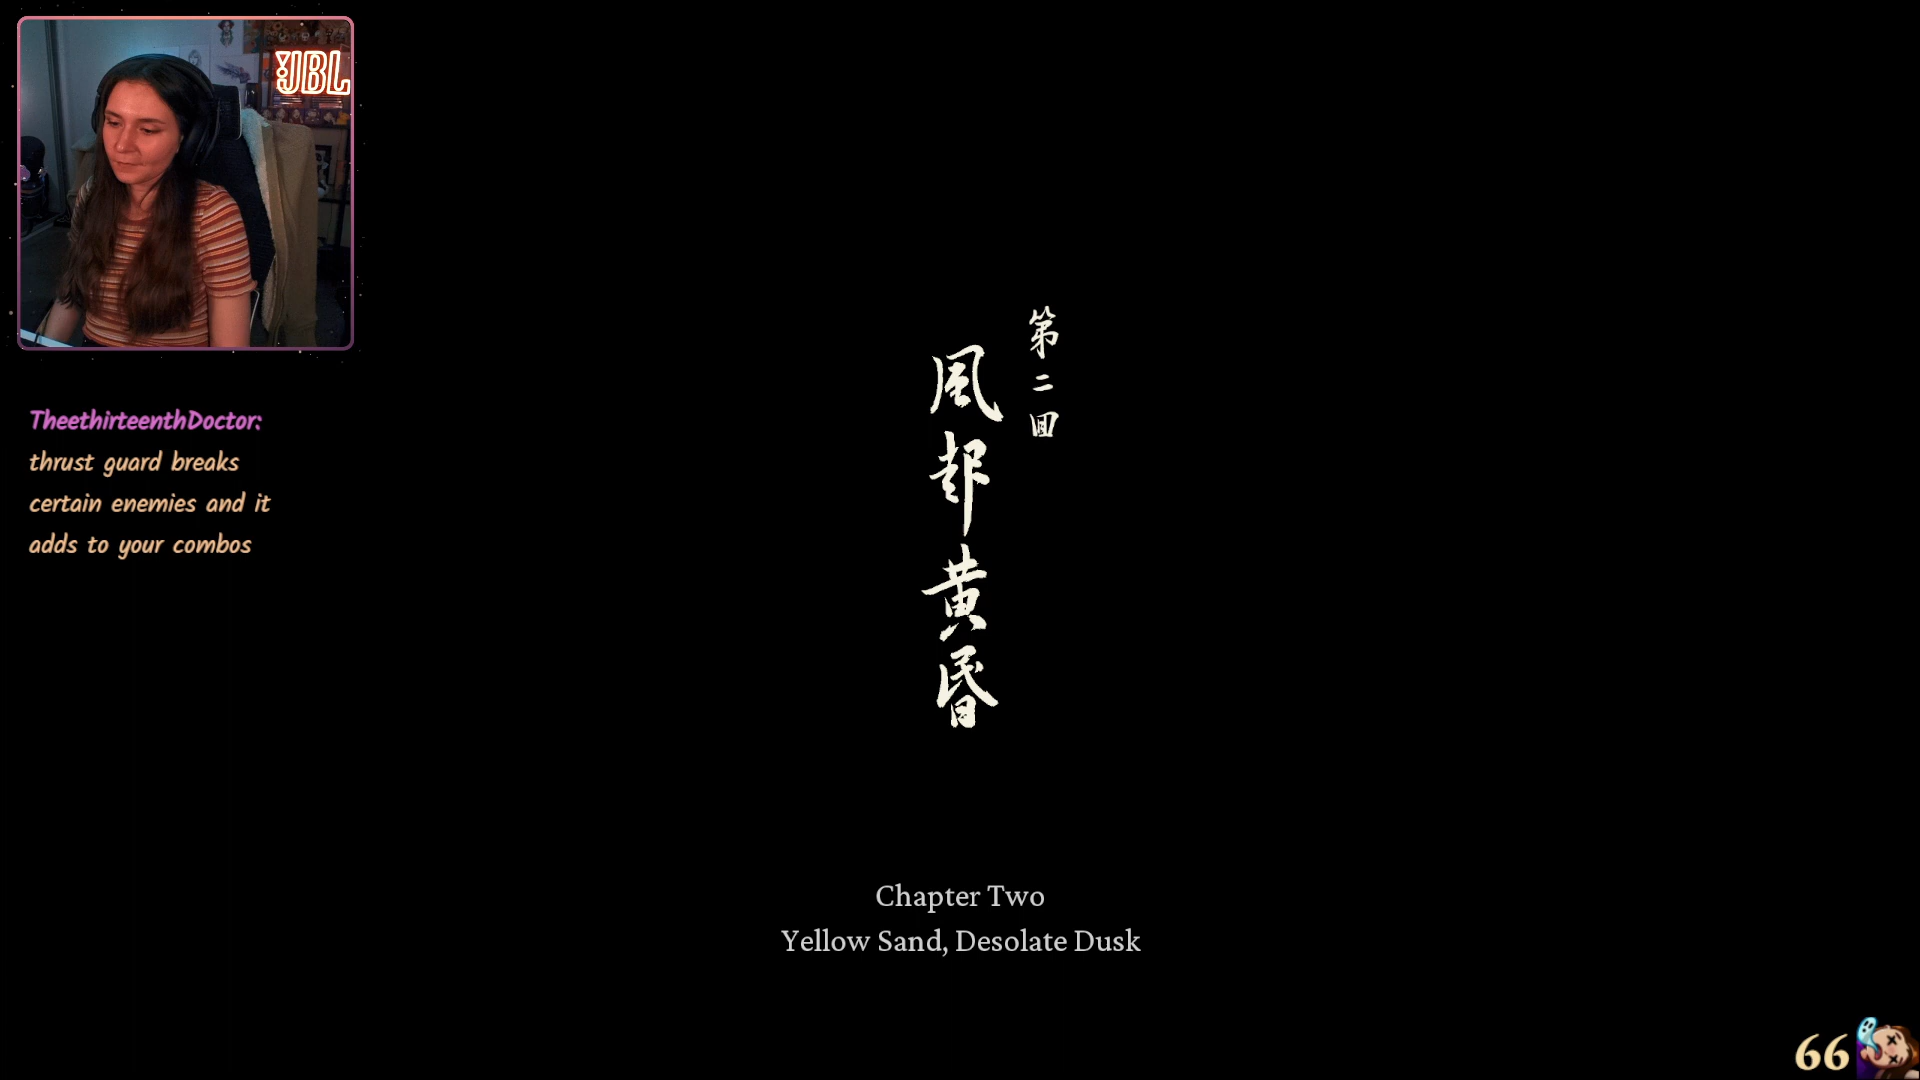 JBL
TheethirteenthDoctor:
thrust guard breaks
certain enemies and it
adds to your combos
第二回
風起黄昏
Chapter Two
Yellow Sand, Desolate Dusk
66